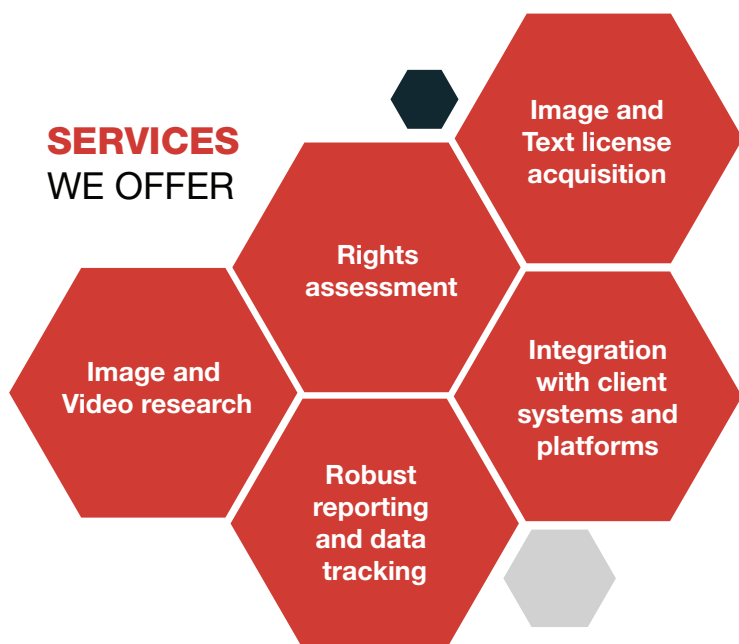 SERVICES
WE OFFER
Image and
Text license
acquisition
Rights
assessment
Image and
Video research
Integration
with client
systems and
platforms
Robust
reporting
and data
tracking